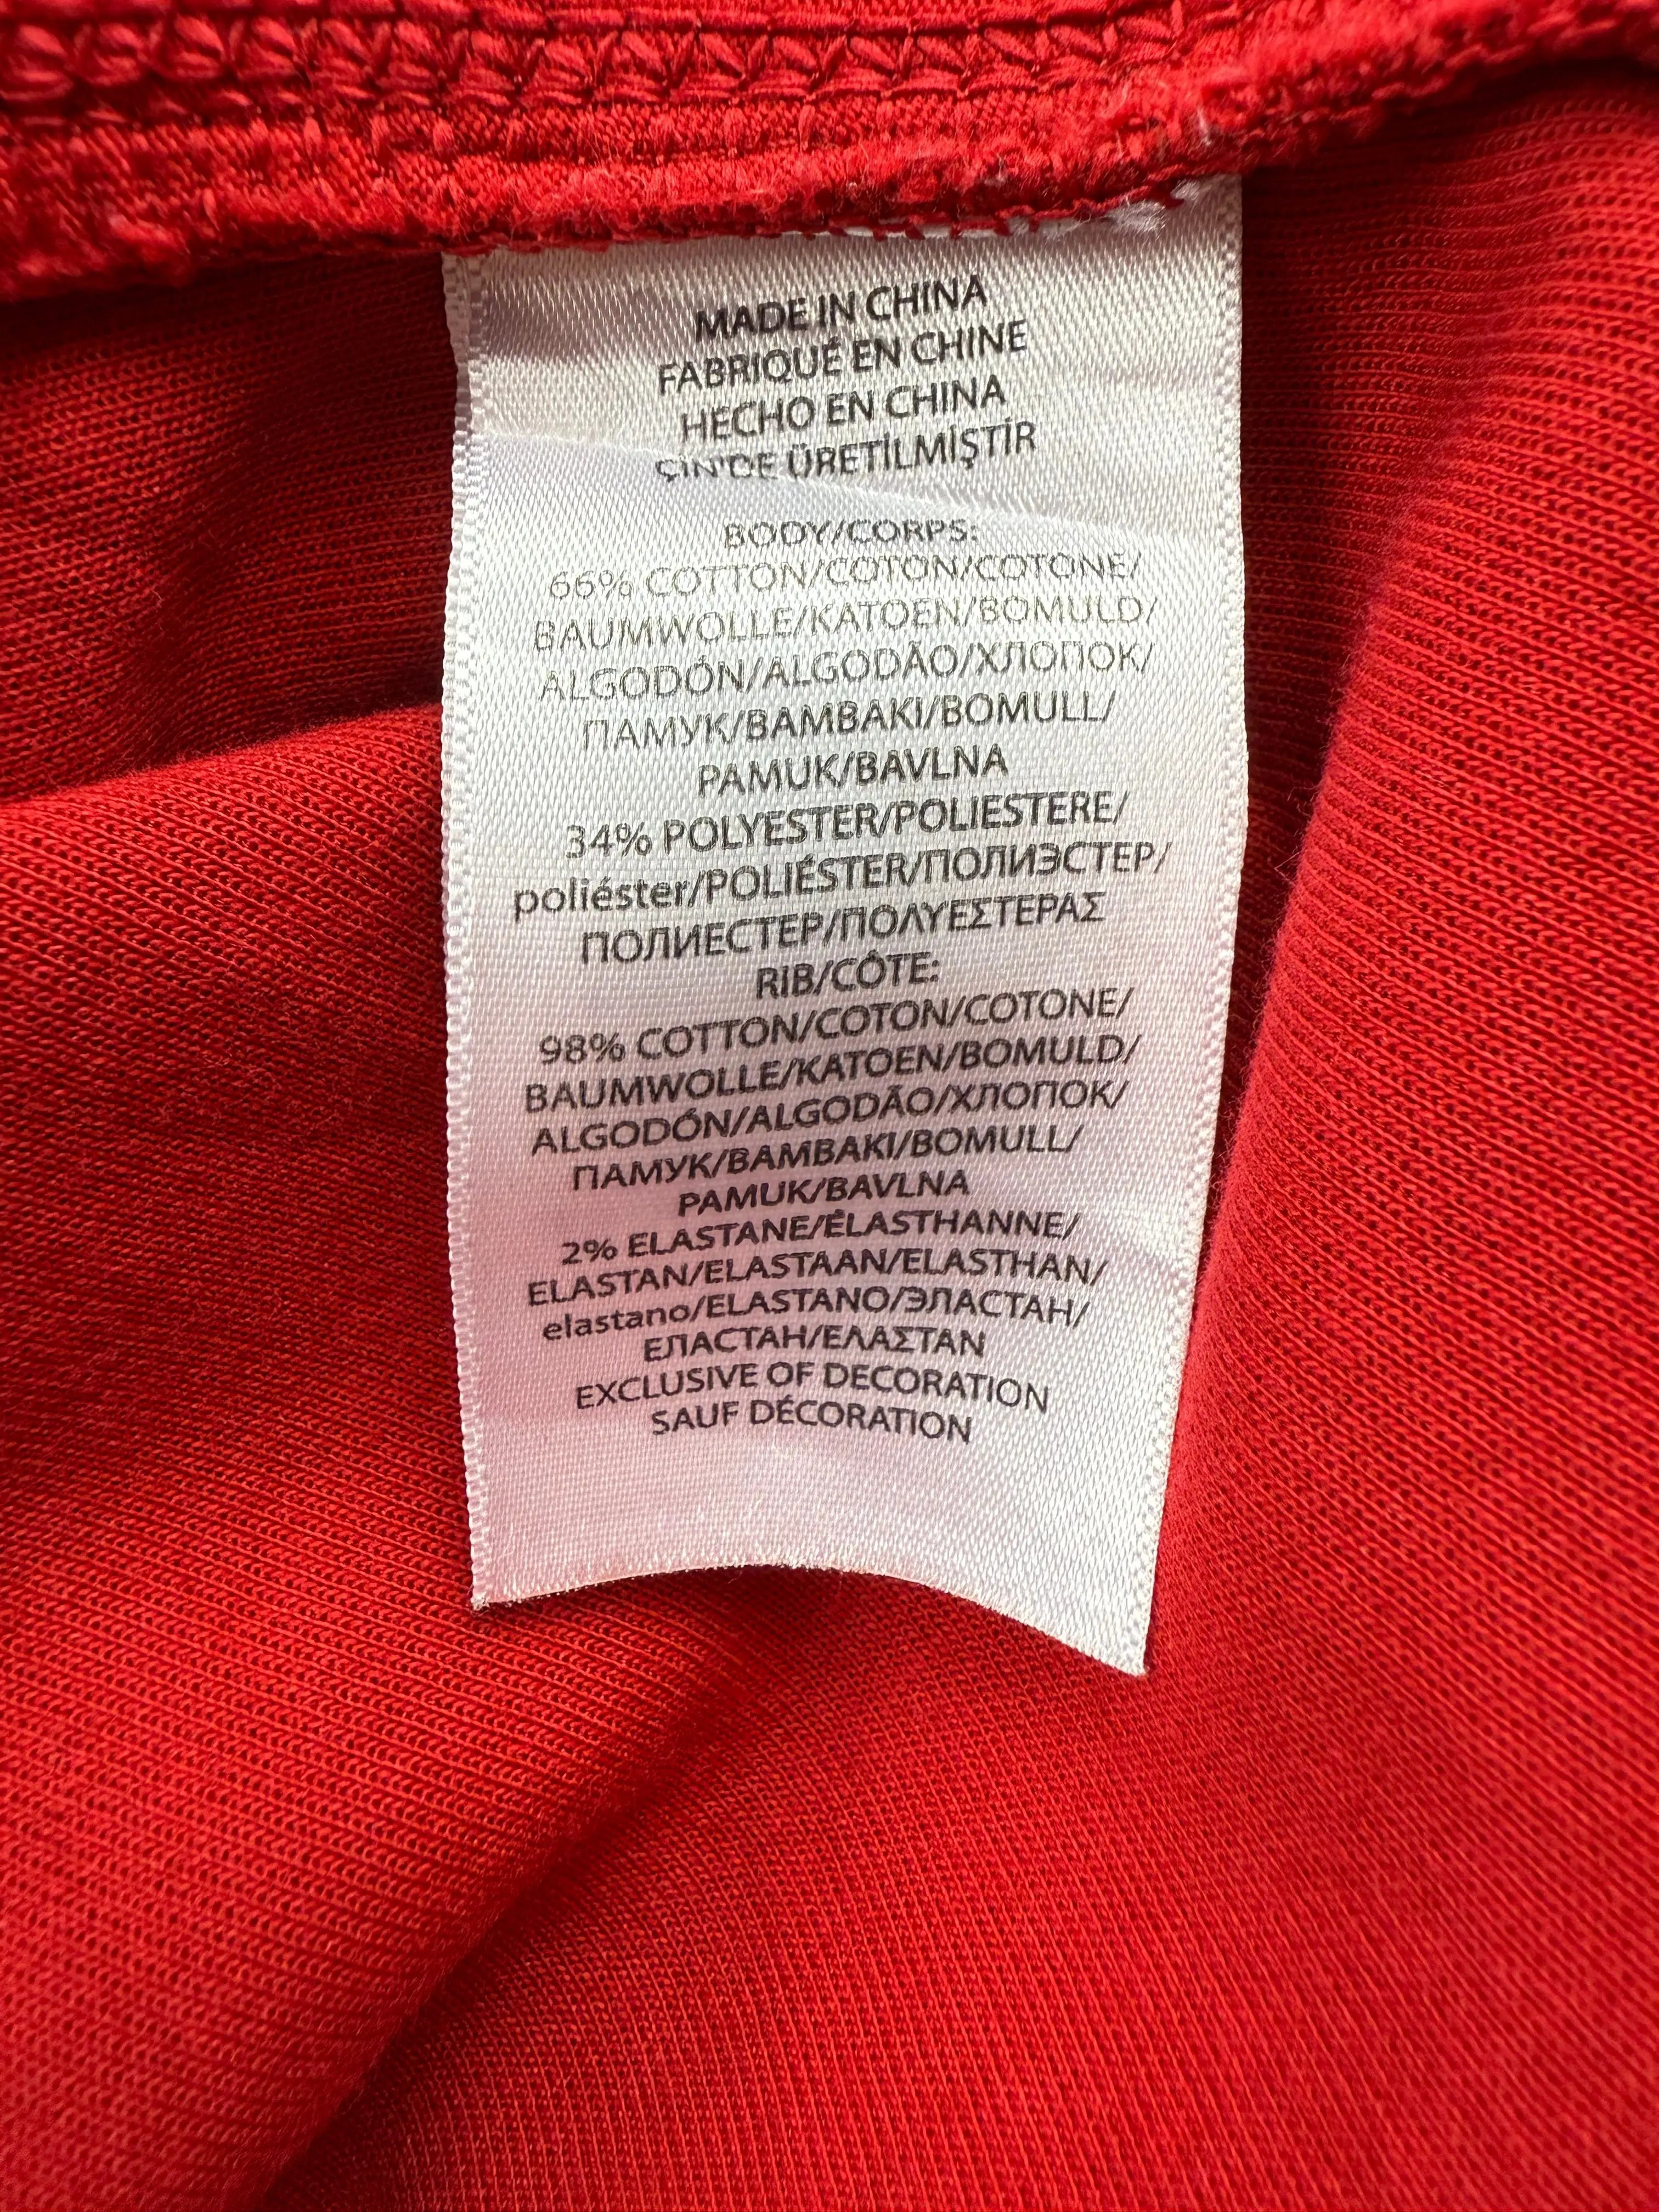 MADE IN CHINA
FABRIQUÉ EN CHINE
HECHO EN CHINA
ÇİN'DE ÜRETİLMİŞTİR
BODY/CORPS:
66% COTTON/COTON/COTONE/
BAUMWOLLE/KATOEN/BOMULD/
ALGODÓN/ALGODÃO/ХЛОПОК/
ПАМУК/BAMBAKI/BOMULL/
PAMUK/BAVLNA
34% POLYESTER/POLIESTERE/
poliéster/POLIÉSTER/ПОЛИЭСТЕР/
ПОЛИЕСТЕР/ΠΟΛΥΕΣΤΕΡΑΣ
RIB/CÔTE:
98% COTTON/COTON/COTONE/
BAUMWOLLE/KATOEN/BOMULD/
ALGODÓN/ALGODÃO/ХЛОПОК/
ПАМУК/BAMBAKI/BOMULL/
PAMUK/BAVLNA
2% ELASTANE/ÉLASTHANNE/
ELASTAN/ELASTAAN/ELASTHAN/
elastano/ELASTANO/ЭЛАСТАН/
ЕЛАСТАН/ΕΛΑΣΤΑΝ
EXCLUSIVE OF DECORATION
SAUF DÉCORATION